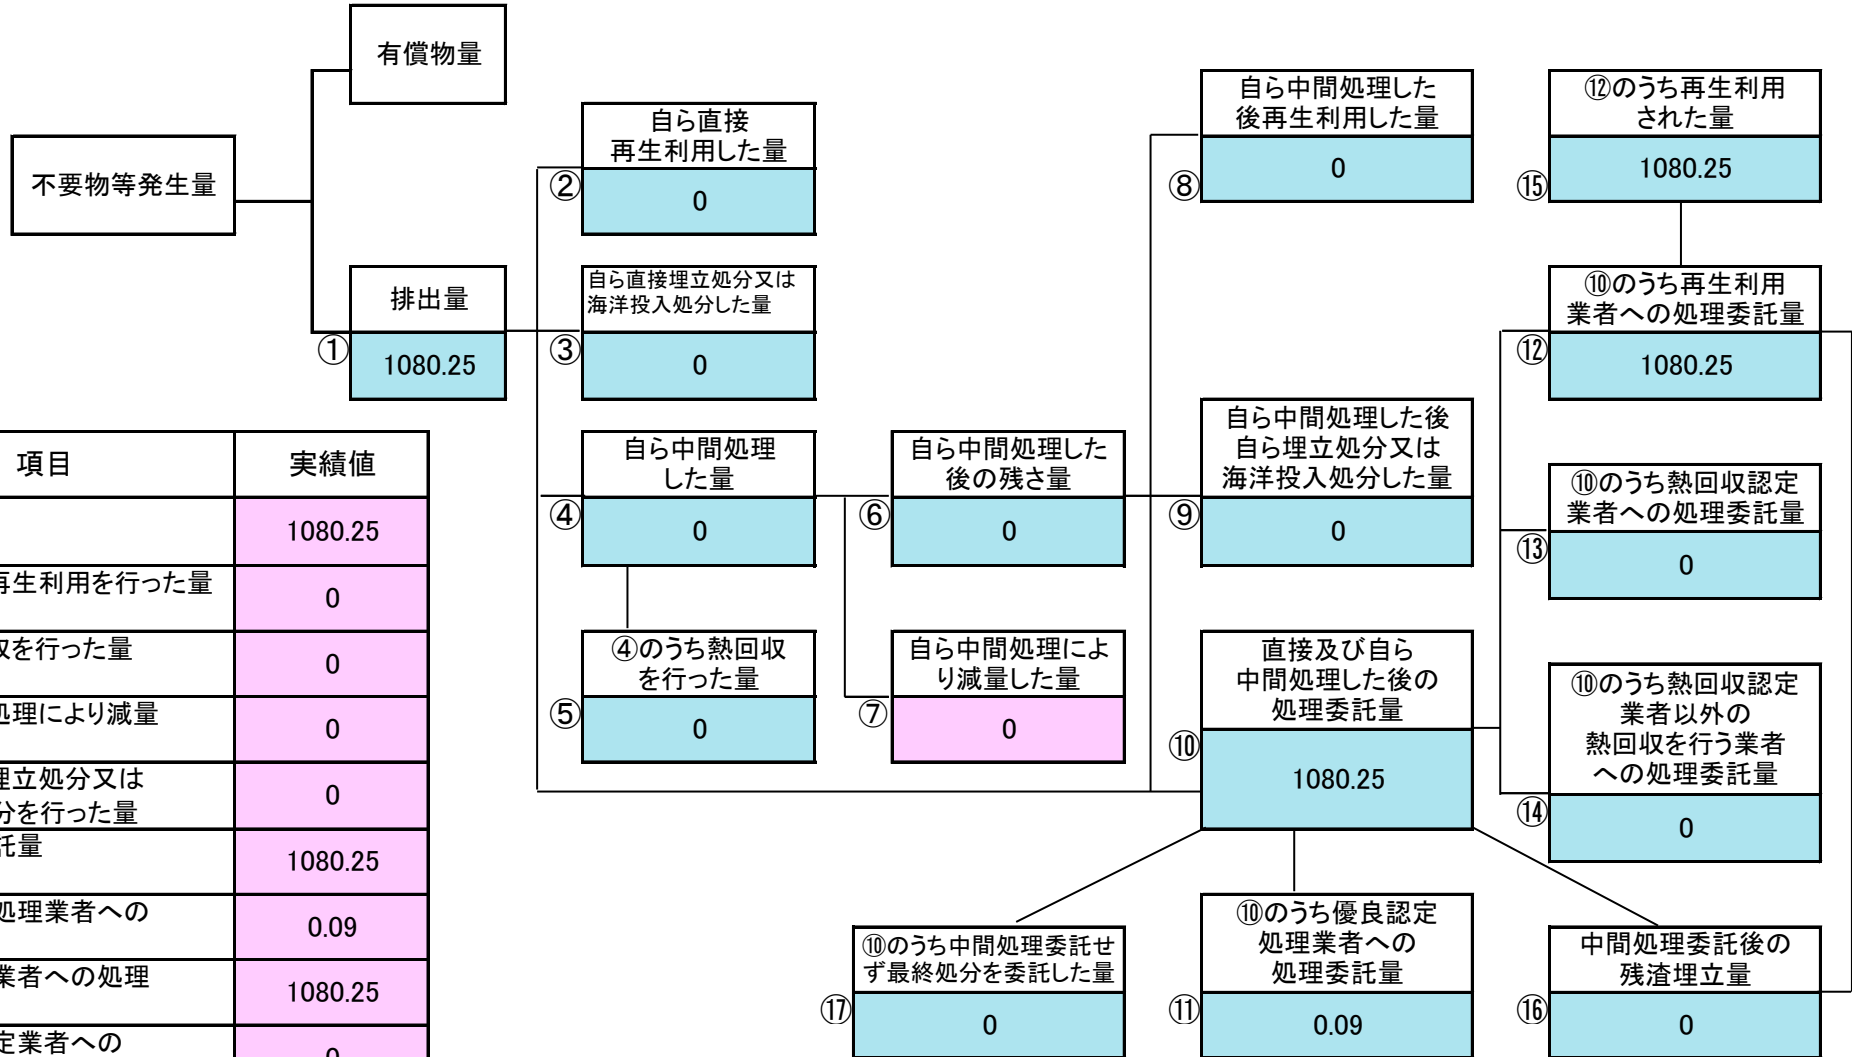 有償物量
不要物等発生量
排出量
①
1080.25
自ら直接
再生利用した量
②
0
自ら直接埋立処分又は
海洋投入処分した量
③
0
自ら中間処理
した量
④
0
④のうち熱回収
を行った量
⑤
0
自ら中間処理した
後の残さ量
⑥
0
自ら中間処理によ
り減量した量
⑦
0
自ら中間処理した
後再生利用した量
⑧
0
自ら中間処理した後
自ら埋立処分又は
海洋投入処分した量
⑨
0
直接及び自ら
中間処理した後の
処理委託量
⑩
1080.25
⑫のうち再生利用
された量
⑮
1080.25
⑩のうち再生利用
業者への処理委託量
⑫
1080.25
⑩のうち熱回収認定
業者への処理委託量
⑬
0
⑩のうち熱回収認定
業者以外の
熱回収を行う業者
への処理委託量
⑭
0
⑩のうち中間処理委託せ
ず最終処分を委託した量
⑰
0
⑩のうち優良認定
処理業者への
処理委託量
⑪
0.09
中間処理委託後の
残渣埋立量
⑯
0
項目 実績値
1080.25
再生利用を行った量
0
を行った量
0
処理により減量
0
埋立処分又は
分を行った量
0
託量
1080.25
処理業者への
0.09
業者への処理
1080.25
定業者への
0